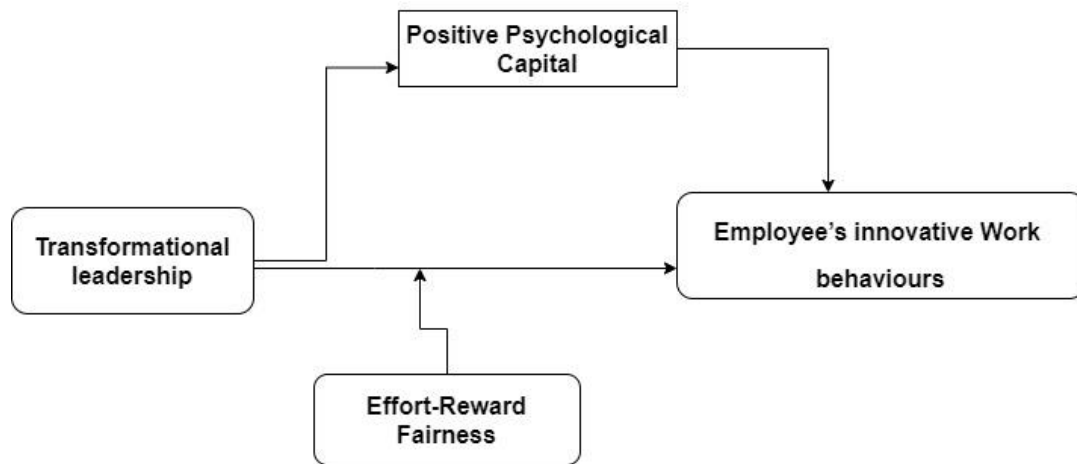 Positive Psychological
Capital
Transformational
leadership
Employee’s innovative Work
behaviours
Effort-Reward
Fairness